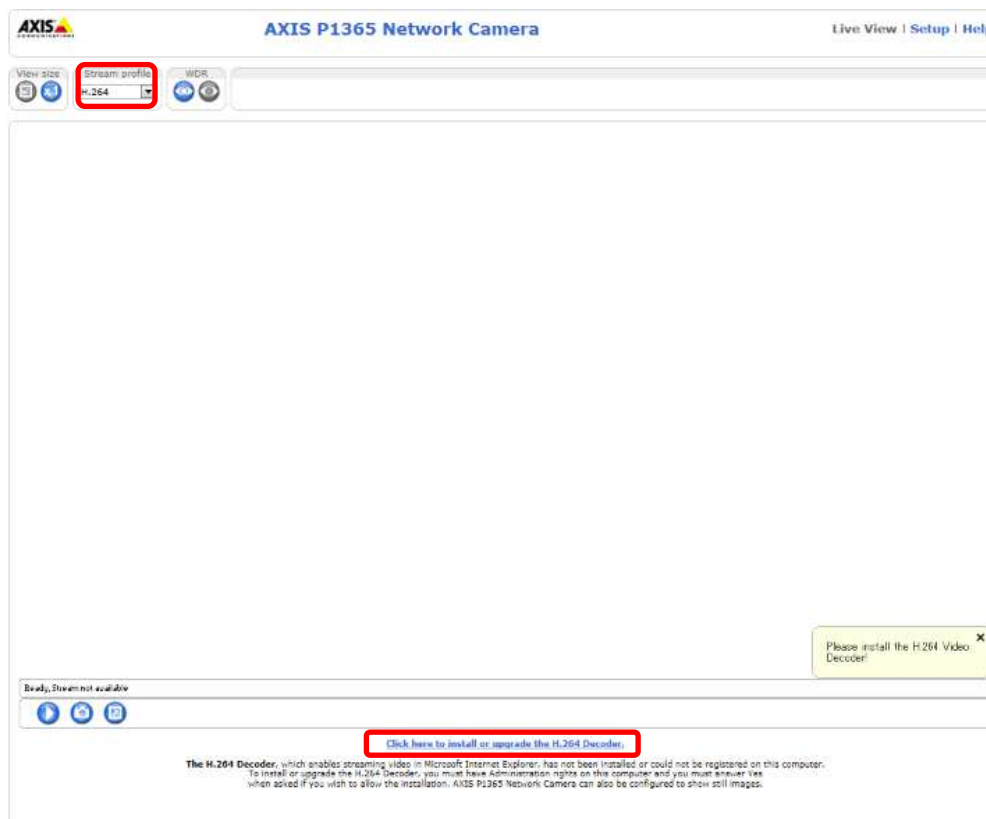 AXIS
COMMUNICATIONS
AXIS P1365 Network Camera
Live View | Setup | Help
View size
Stream profile
WDR
H.264
Please install the H.264 Video
Decoder!
Ready, Stream not available
Click here to install or upgrade the H.264 Decoder.
The H.264 Decoder, which enables streaming video in Microsoft Internet Explorer, has not been installed or could not be registered on this computer.
To install or upgrade the H.264 Decoder, you must have Administration rights on this computer and you must answer Yes
when asked if you wish to allow the installation. AXIS P1365 Network Camera can also be configured to show still images.